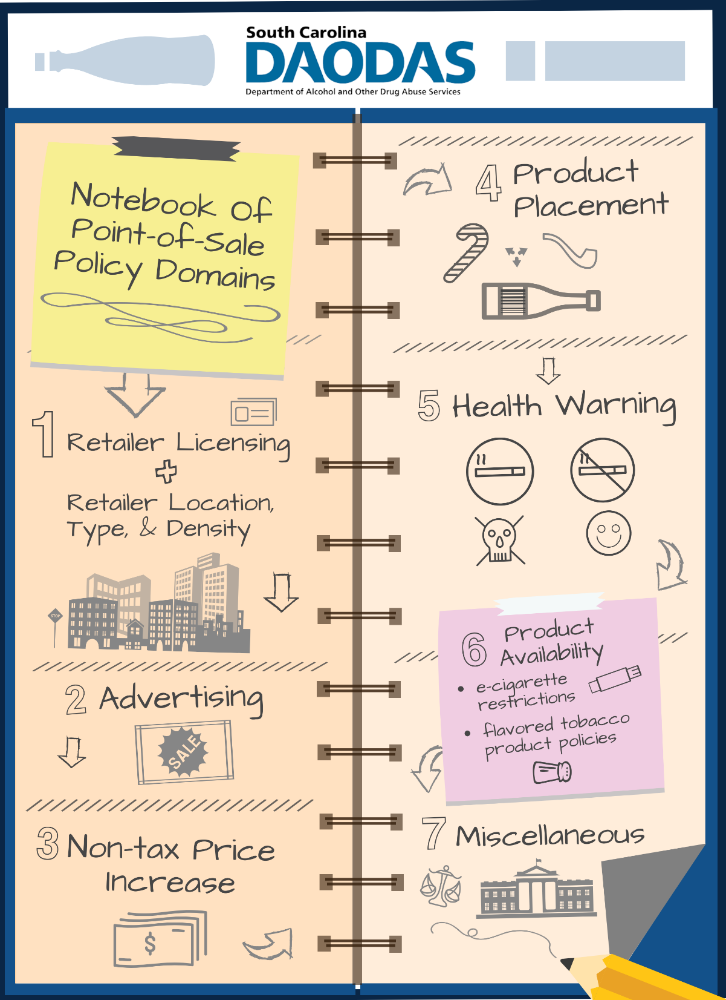 South Carolina
DAODAS
Department of Alcohol and Other Drug Abuse Services
Notebook of
Point-of-Sale
Policy Domains
1 Retailer Licensing
Retailer Location,
Type, & Density
STOP
2 Advertising
SALE
3 Non-tax Price
Increase
$
4 Product
Placement
5 Health Warning
6 Product
Availability
• e-cigarette
restrictions
• flavored tobacco
product policies
7 Miscellaneous